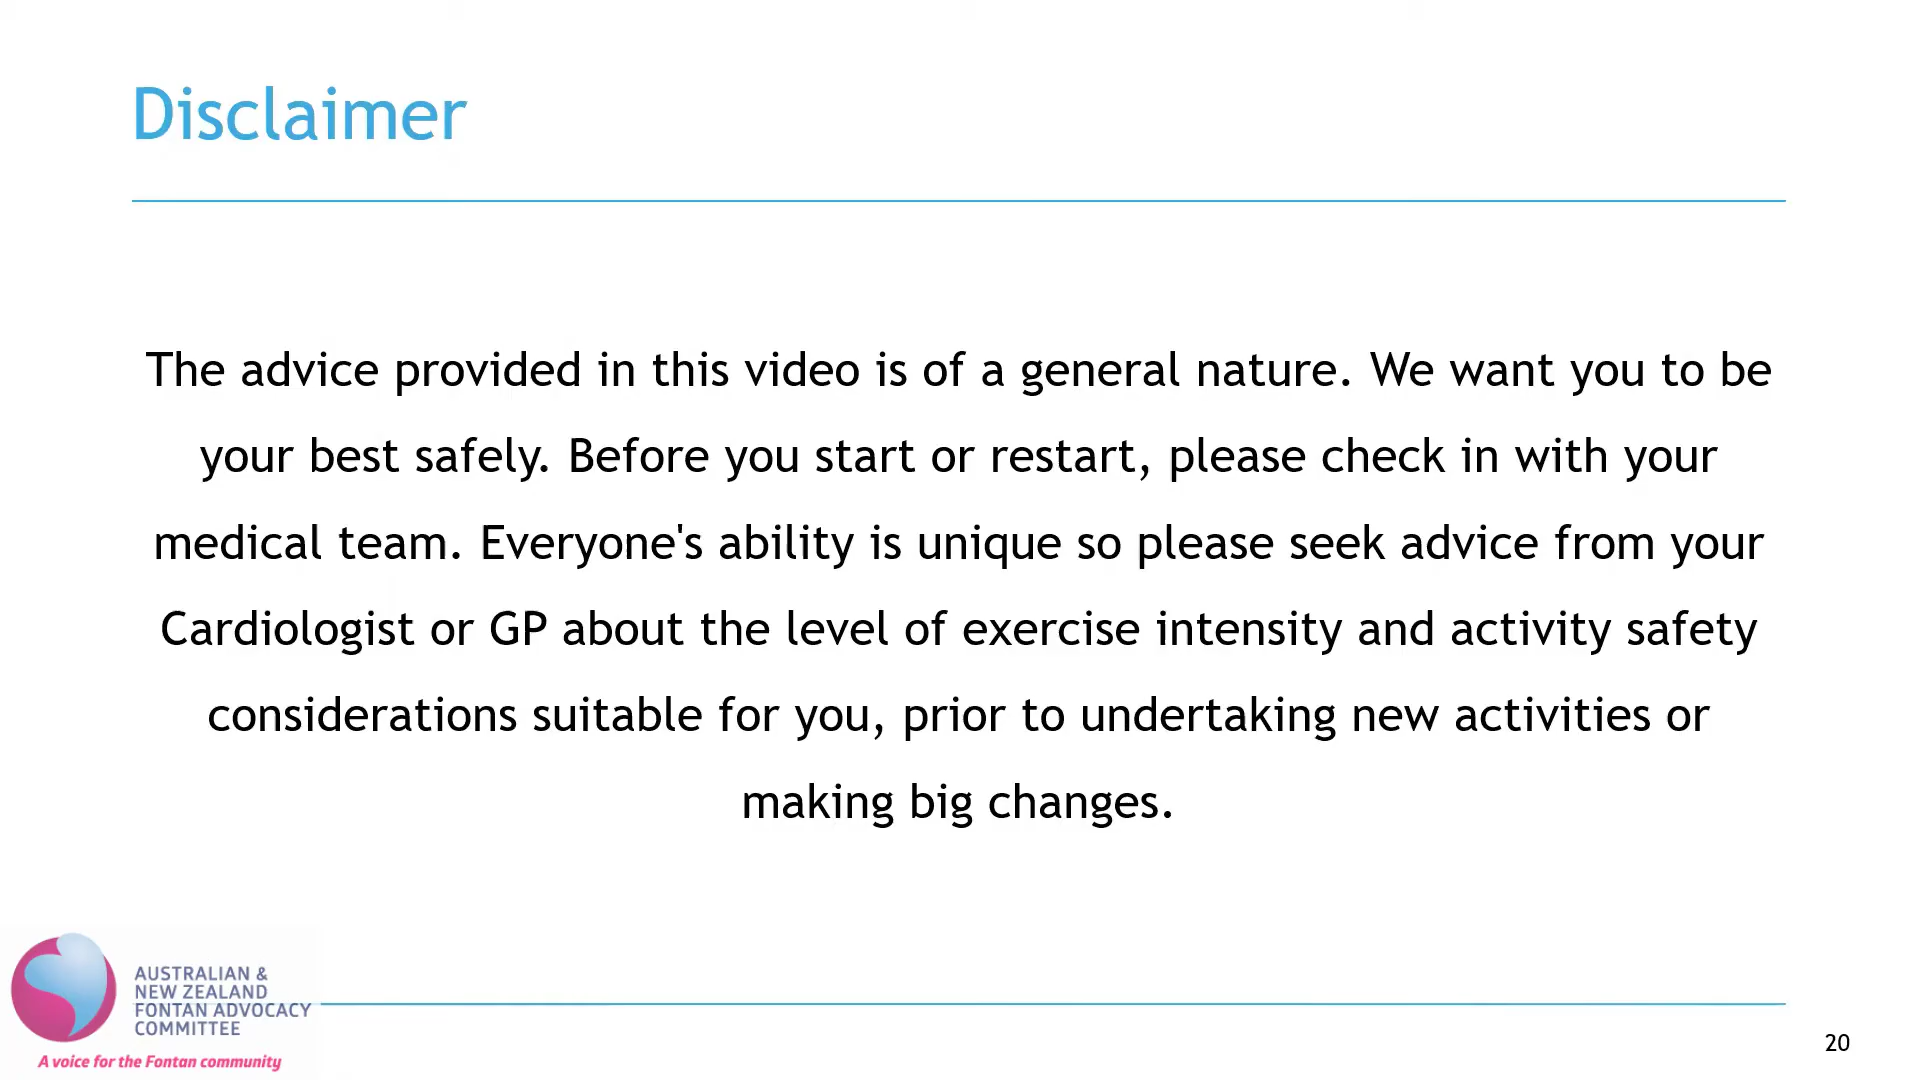 Disclaimer
The advice provided in this video is of a general nature. We want you to be
your best safely. Before you start or restart, please check in with your
medical team. Everyone's ability is unique so please seek advice from your
Cardiologist or GP about the level of exercise intensity and activity safety
considerations suitable for you, prior to undertaking new activities or
making big changes.
AUSTRALIAN &
NEW ZEALAND
FONTAN ADVOCACY
COMMITTEE
A voice for the Fontan community
20